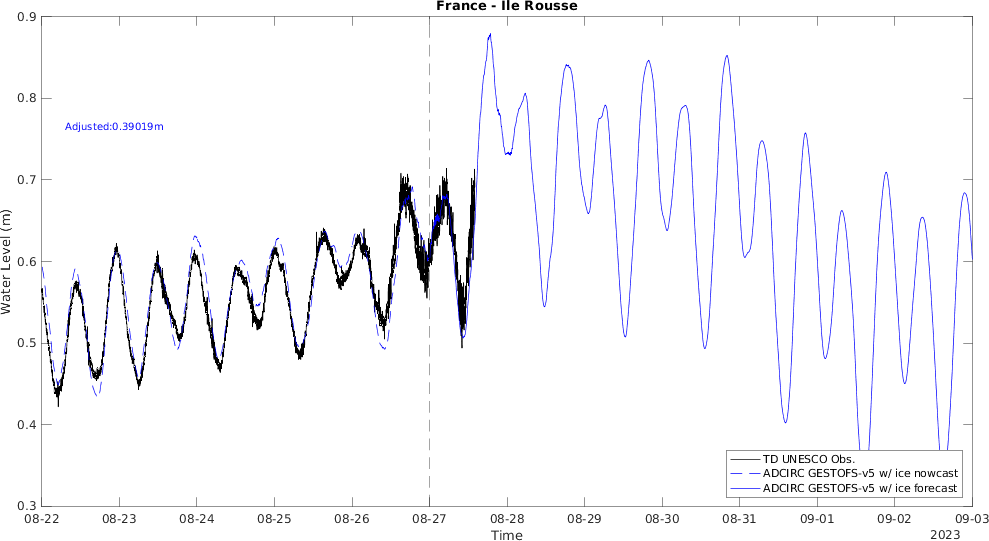 France - Ile Rousse
0.9
0.8
0.7
0.6
0.5
0.4
0.3
Water Level (m)
Adjusted:0.39019m
TD UNESCO Obs.
ADCIRC GESTOFS-v5 w/ ice nowcast
ADCIRC GESTOFS-v5 w/ ice forecast
08-22 08-23 08-24 08-25 08-26 08-27 08-28 08-29 08-30 08-31 09-01 09-02 09-03
Time
2023